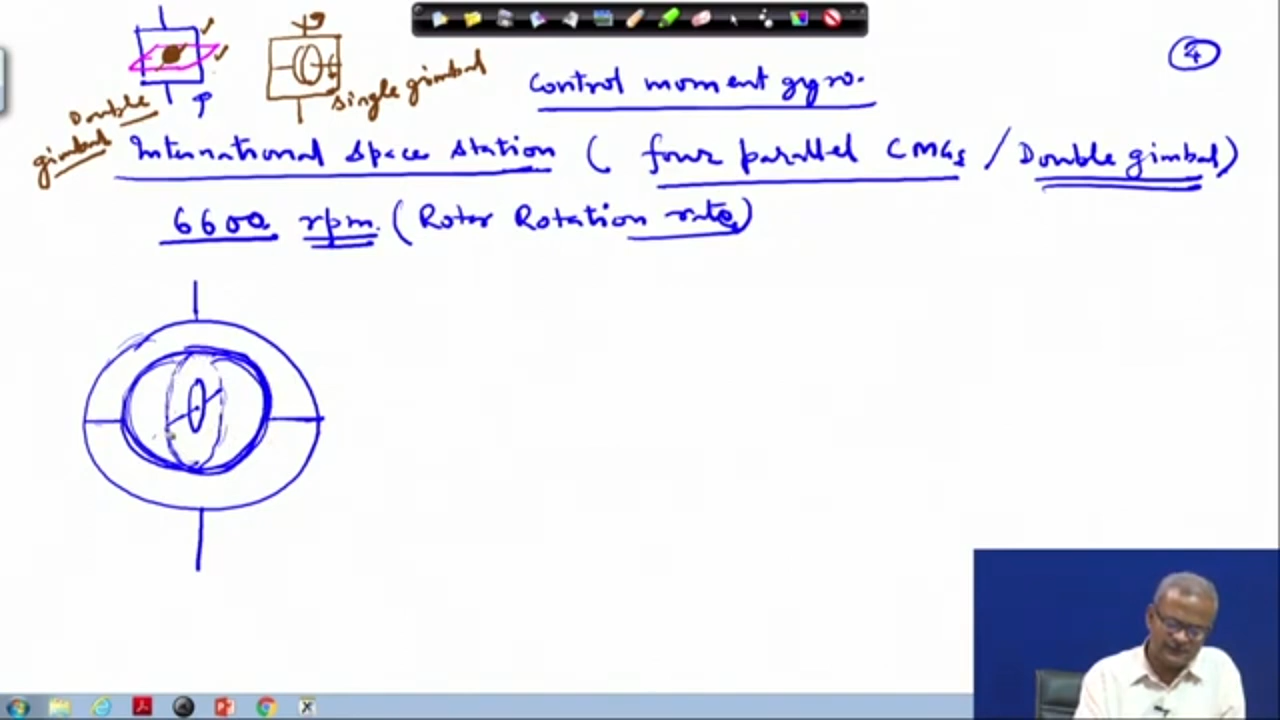 Control moment gyro.
4
Double gimbal
single gimbal
International Space Station ( four parallel CMGs / Double gimbal)
6600 rpm. (Rotor Rotation rate)